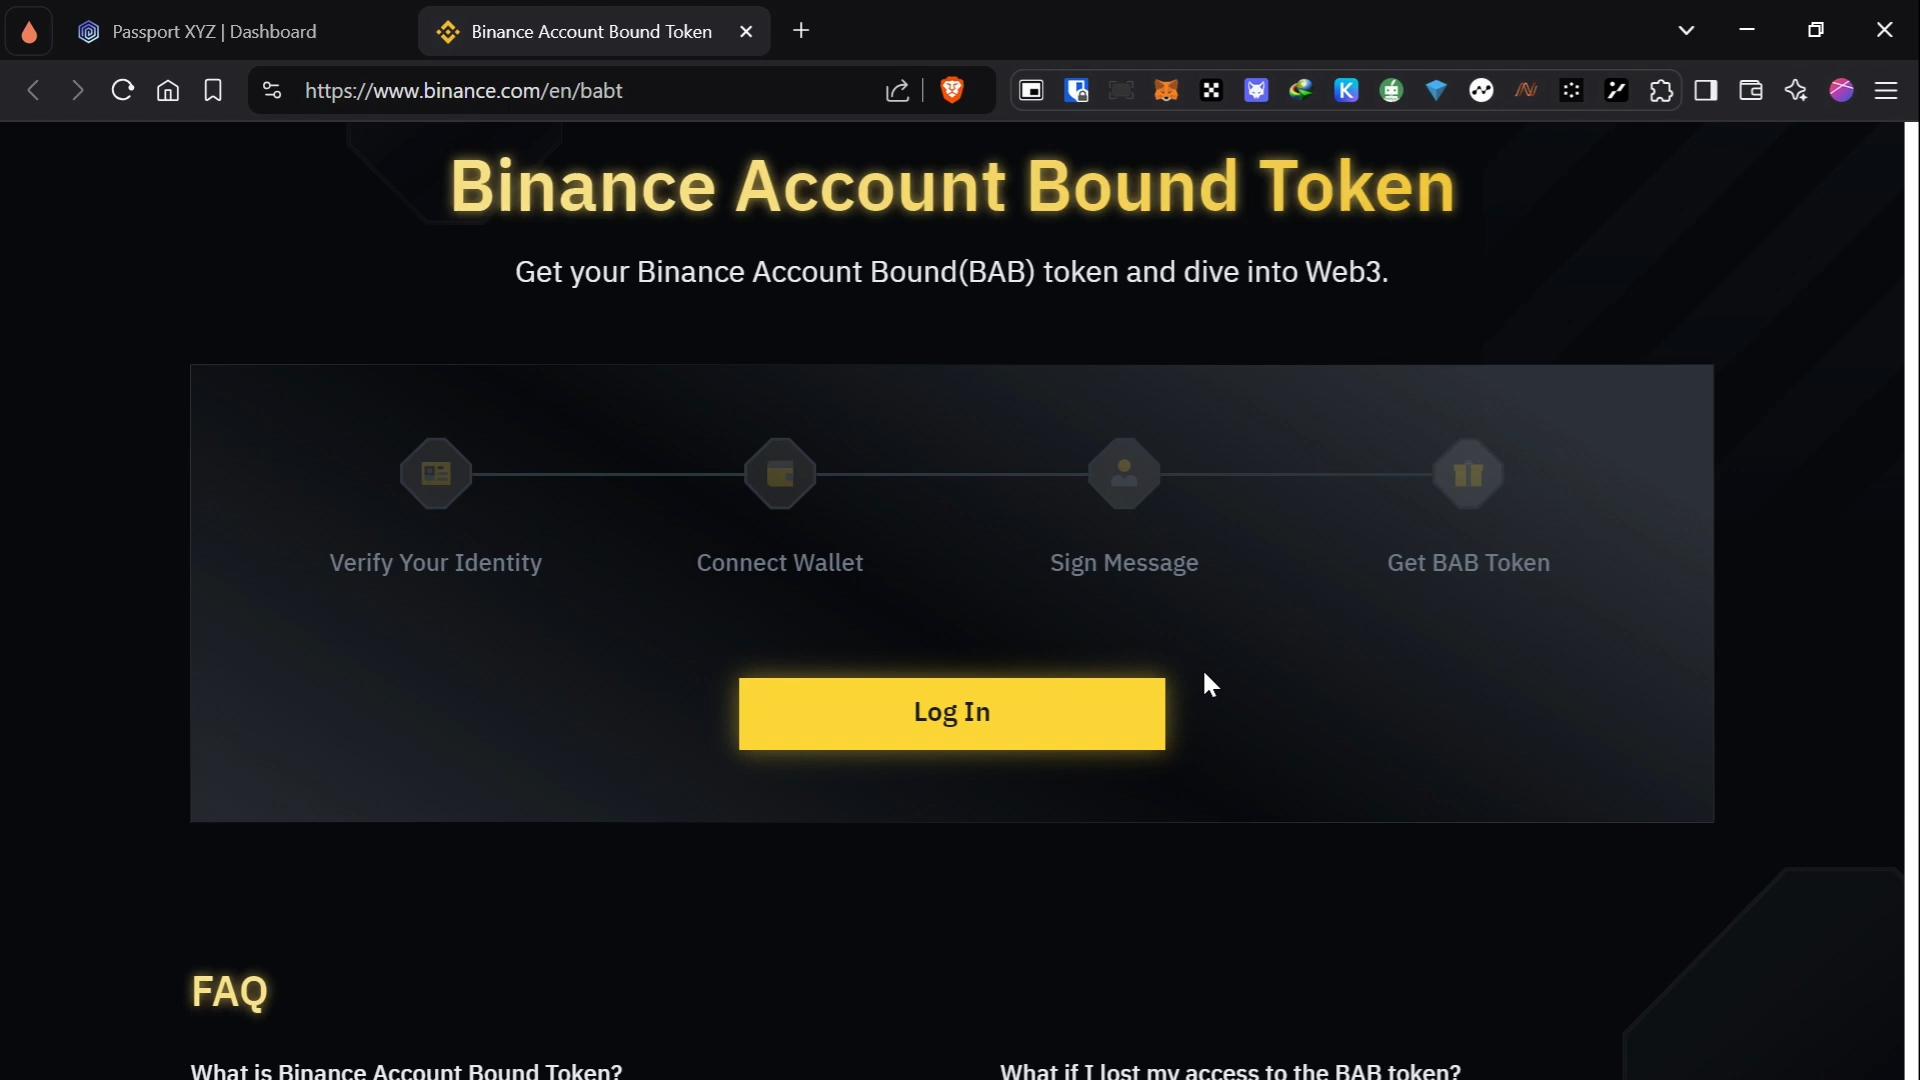 Passport XYZ | Dashboard
Binance Account Bound Token
https://www.binance.com/en/babt
Binance Account Bound Token
Get your Binance Account Bound(BAB) token and dive into Web3.
Verify Your Identity
Connect Wallet
Sign Message
Get BAB Token
Log In
FAQ
What is Binance Account Bound Token?
What if I lost my access to the BAB token?